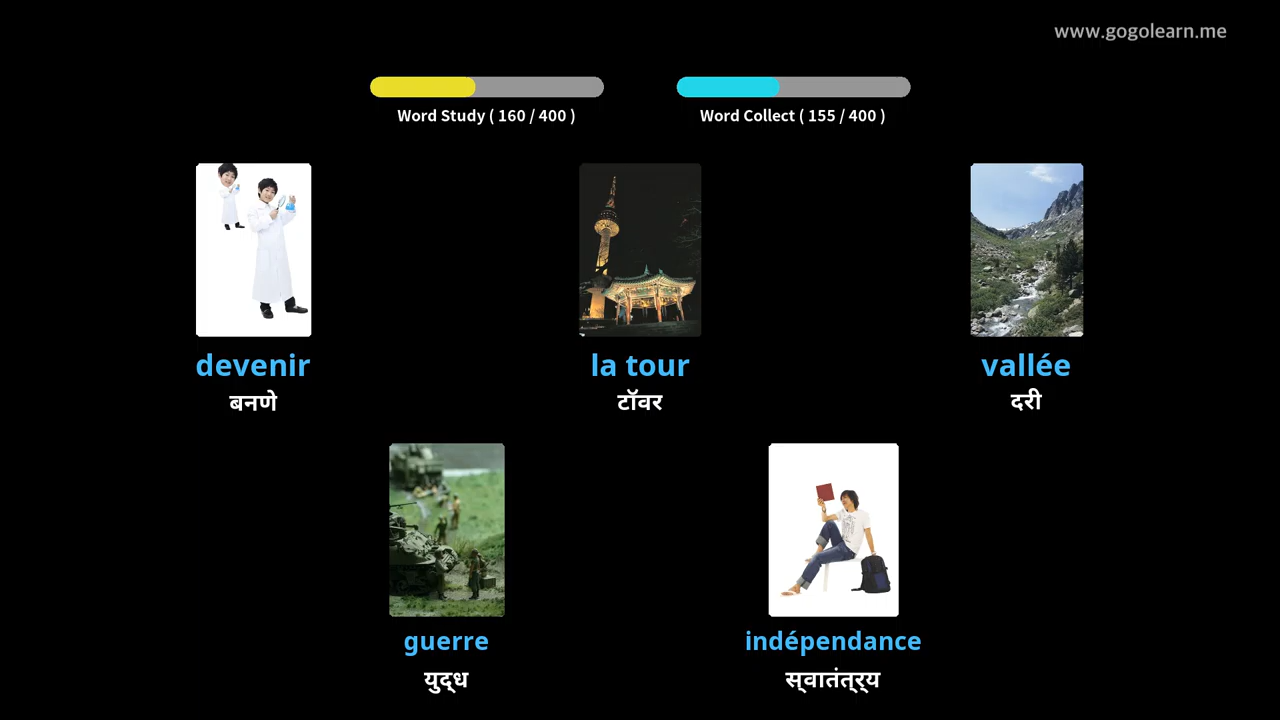 www.gogolearn.me
Word Study ( 160 / 400 )
Word Collect ( 155 / 400 )
devenir
बनणे
la tour
टॉवर
vallée
दरी
guerre
युद्ध
indépendance
स्वातंत्र्य